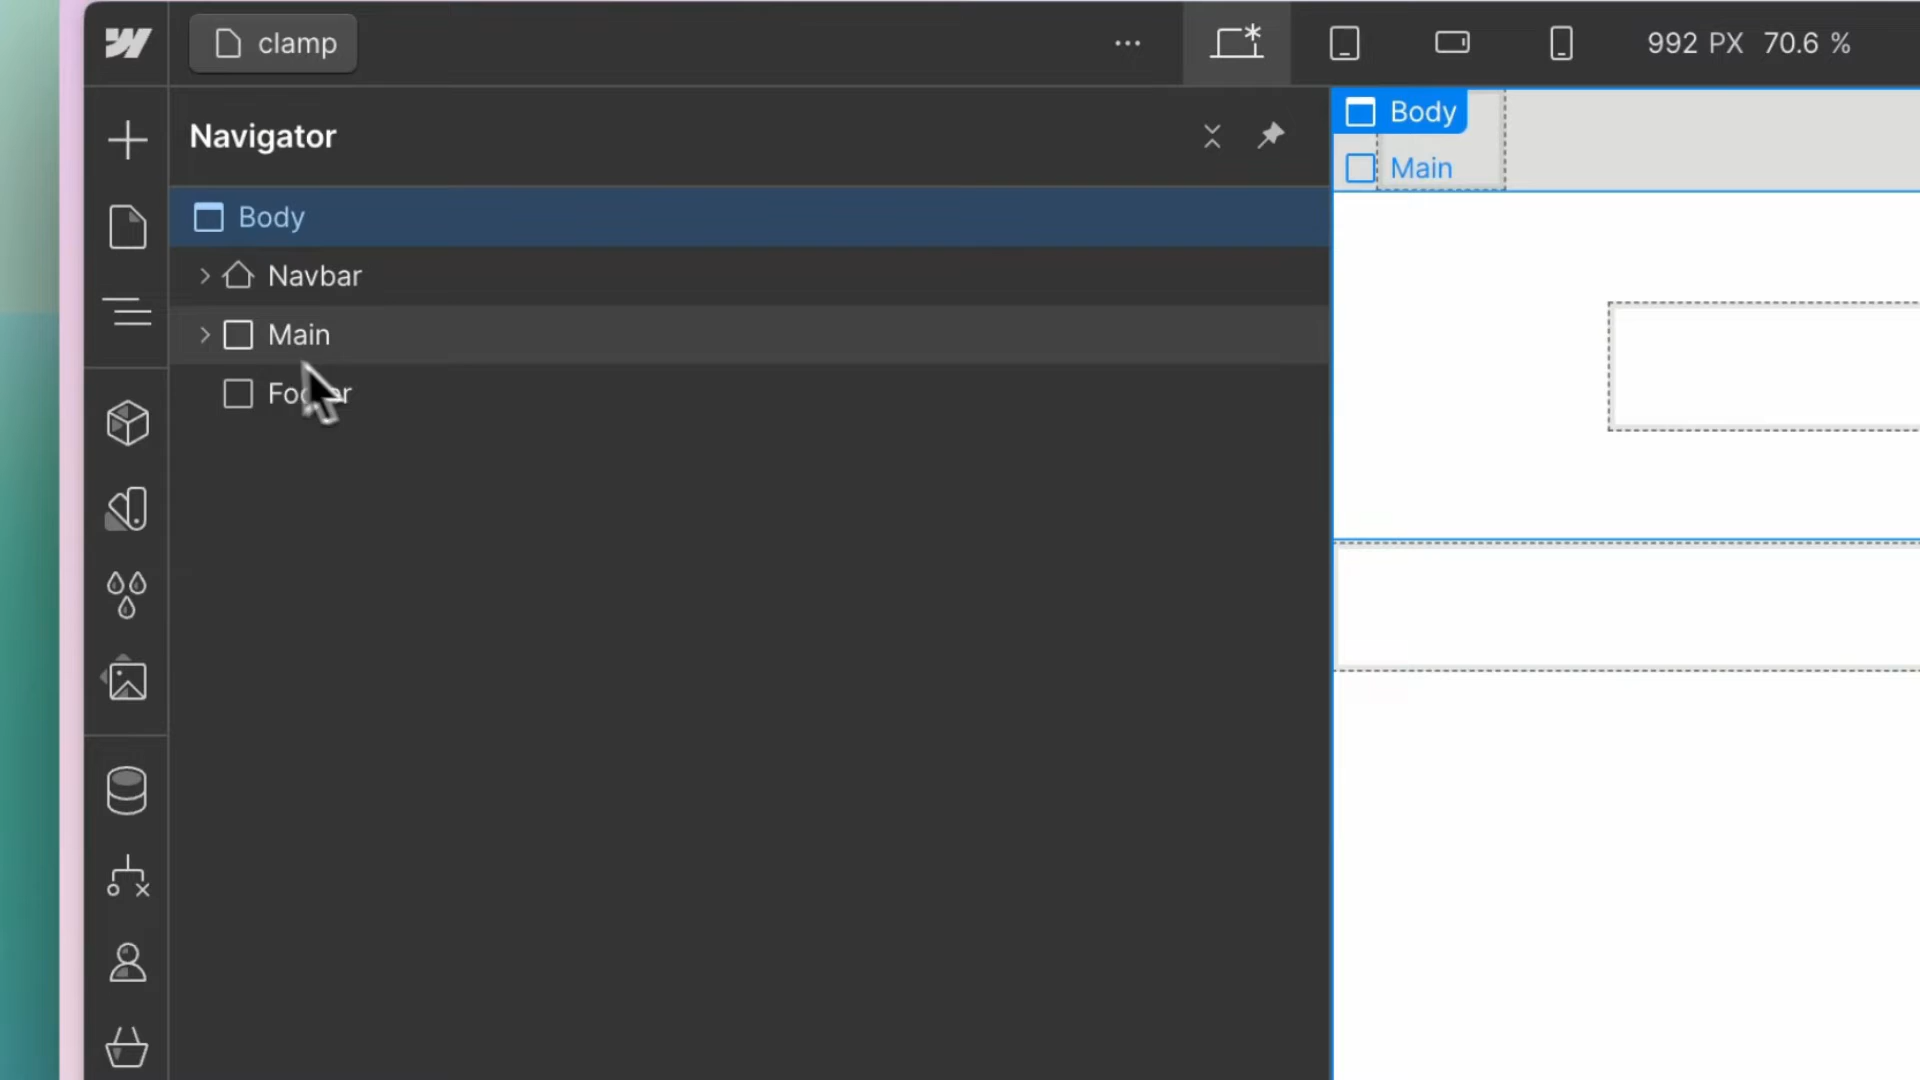 clamp
992 PX 70.6 %
Navigator
Body
Navbar
Main
Body
Main